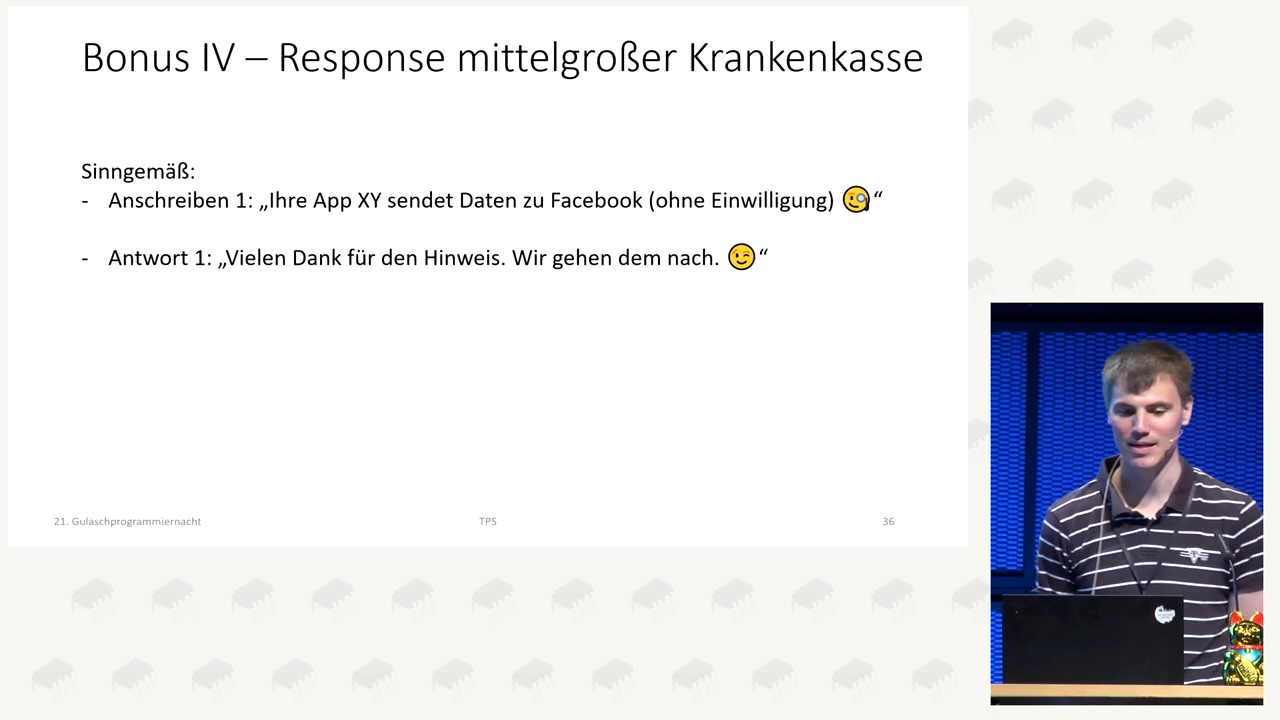 Bonus IV – Response mittelgroßer Krankenkasse
Sinngemäß:
- Anschreiben 1: „Ihre App XY sendet Daten zu Facebook (ohne Einwilligung) 🧐“
- Antwort 1: „Vielen Dank für den Hinweis. Wir gehen dem nach. 😉“
21. Gulaschprogrammiernacht TPS 36